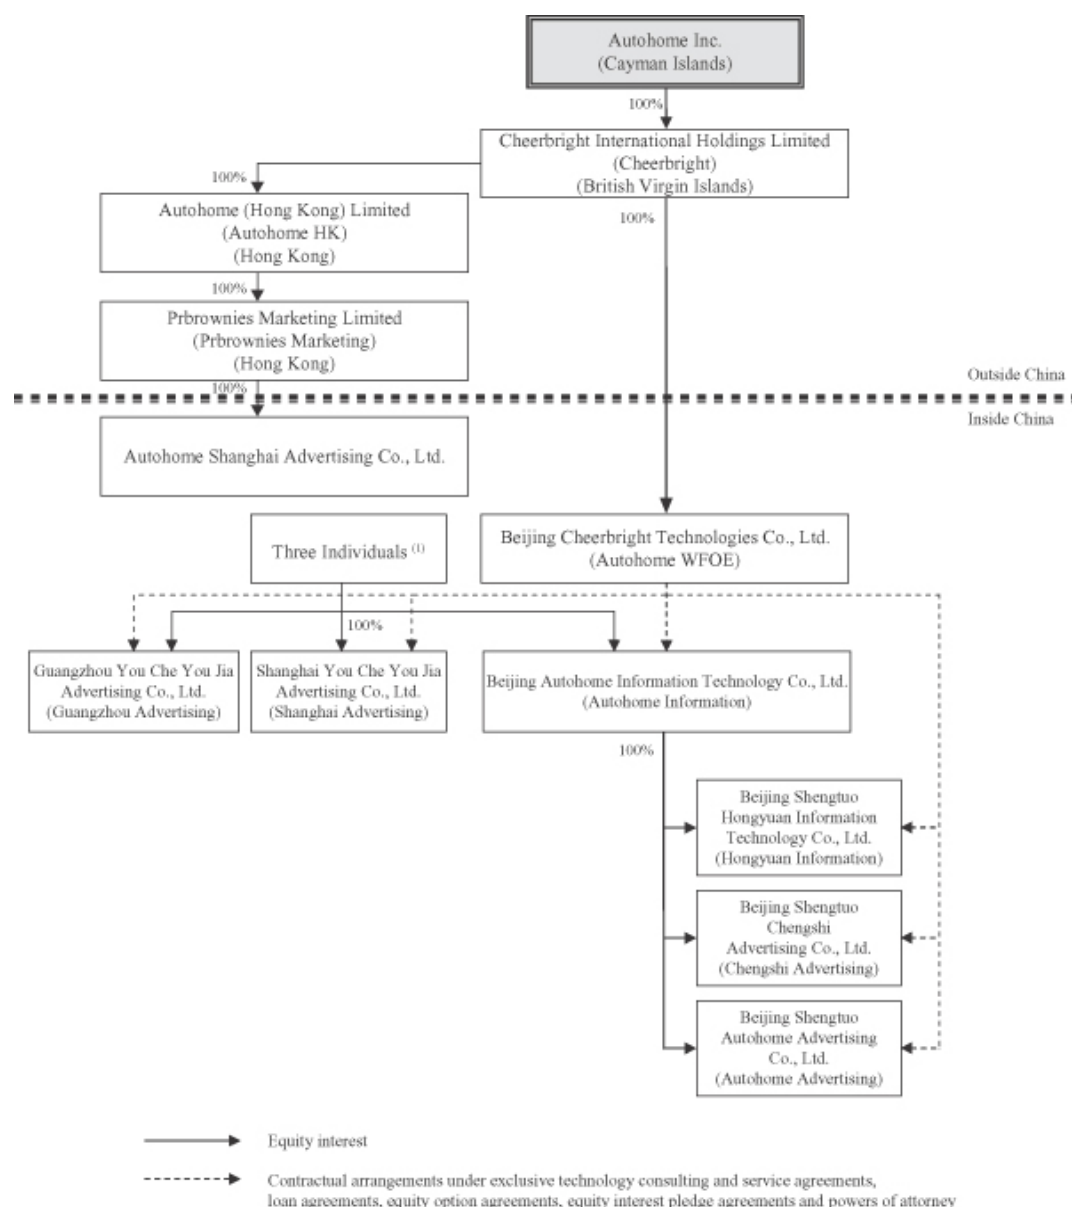 Autohome Inc.
(Cayman Islands)
100%
Cheerbright International Holdings Limited
(Cheerbright)
(British Virgin Islands)
100%
100%
Autohome (Hong Kong) Limited
(Autohome HK)
(Hong Kong)
100%
Prbrownies Marketing Limited
(Prbrownies Marketing)
(Hong Kong)
100%
Outside China
Inside China
Autohome Shanghai Advertising Co., Ltd.
Three Individuals (1)
Beijing Cheerbright Technologies Co., Ltd.
(Autohome WFOE)
100%
Guangzhou You Che You Jia
Advertising Co., Ltd.
(Guangzhou Advertising)
Shanghai You Che You Jia
Advertising Co., Ltd.
(Shanghai Advertising)
Beijing Autohome Information Technology Co., Ltd.
(Autohome Information)
100%
Beijing Shengtuo
Hongyuan Information
Technology Co., Ltd.
(Hongyuan Information)
Beijing Shengtuo
Chengshi
Advertising Co., Ltd.
(Chengshi Advertising)
Beijing Shengtuo
Autohome Advertising
Co., Ltd.
(Autohome Advertising)
Equity interest
Contractual arrangements under exclusive technology consulting and service agreements,
loan agreements, equity option agreements, equity interest pledge agreements and powers of attorney